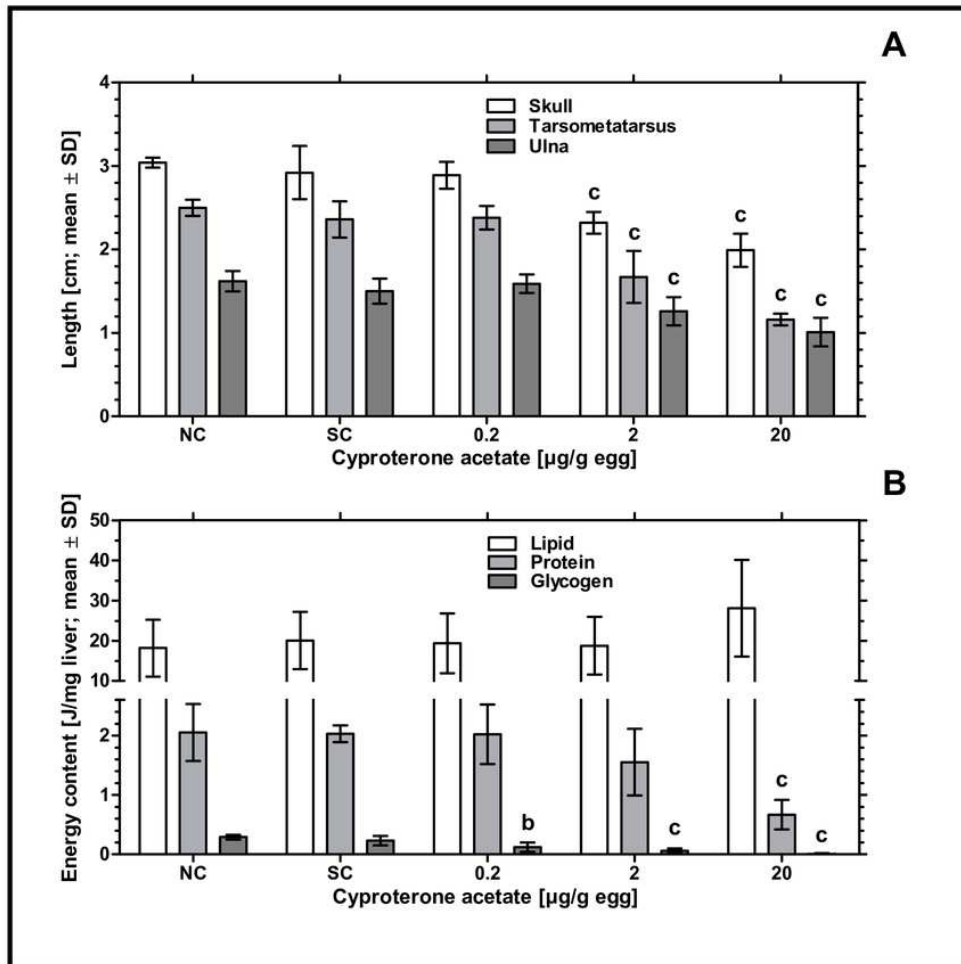 A
Length [cm; mean ± SD]
4
3
2
1
0
Skull
Tarsometatarsus
Ulna
c
c
c
c
c
c
NC SC 0.2 2 20
Cyproterone acetate [µg/g egg]
B
Energy content [J/mg liver; mean ± SD]
50
40
30
20
10
2
1
0
Lipid
Protein
Glycogen
b
c
c
c
NC SC 0.2 2 20
Cyproterone acetate [µg/g egg]